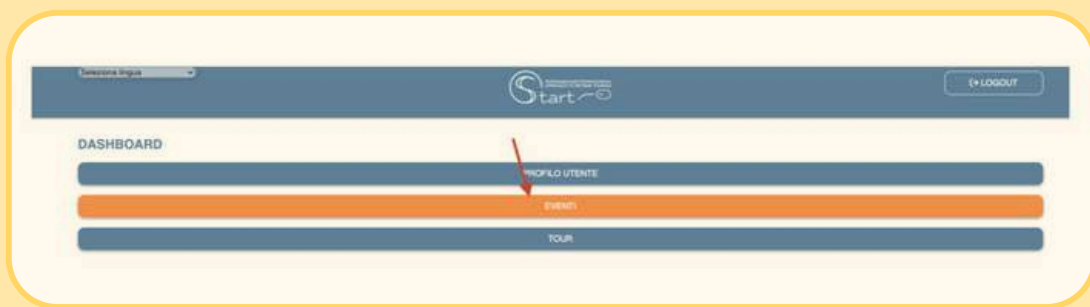 Seleziona lingua
Start
LOGOUT
DASHBOARD
PROFILO UTENTE
EVENTI
TOUR